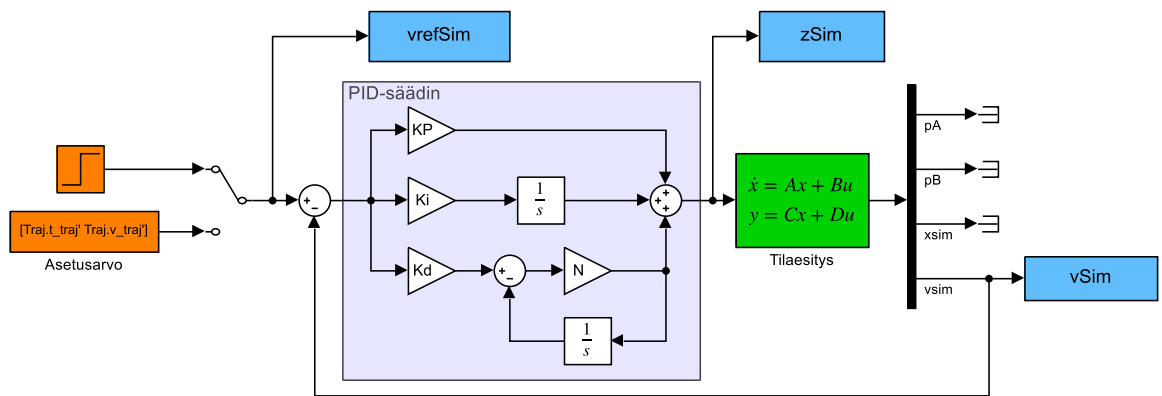 vrefSim
zSim
PID-säädin
KP
pA
[Traj.t_traj' Traj.v_traj']
Asetusarvo
+
−
Ki
1
s
+
+
+
ẋ = Ax + Bu
y = Cx + Du
Tilaesitys
pB
xsim
Kd
+
−
N
vsim
vSim
1
s